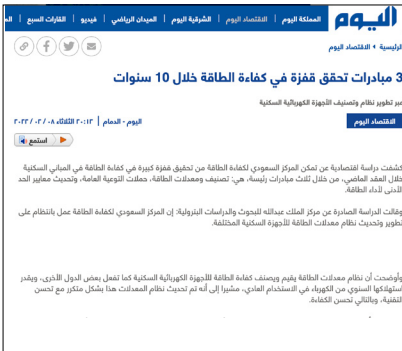 اليوم
المملكة اليوم | الاقتصاد اليوم | الشرقية اليوم | الميدان الرياضي | فيديو | القارات السبع
الرئيسية الاقتصاد اليوم
3 مبادرات تحقق قفزة في كفاءة الطاقة خلال 10 سنوات
عبر تطوير نظام وتصنيف الأجهزة الكهربائية السكنية
الاقتصاد اليوم
اليوم - الدمام | ٢٠:١٢ الثلاثاء ٠٨ / ٠٢ / ٢٠٢٢
استمع
كشفت دراسة اقتصادية عن تمكن المركز السعودي لكفاءة الطاقة من تحقيق قفزة كبيرة في كفاءة الطاقة في المباني السكنية
خلال العقد الماضي، من خلال ثلاث مبادرات رئيسة، هي: تصنيف ومعدلات الطاقة، حملات التوعية العامة، وتحديث معايير الحد
الأدنى لأداء الطاقة.
وقالت الدراسة الصادرة عن مركز الملك عبدالله للبحوث والدراسات البترولية: إن المركز السعودي لكفاءة الطاقة عمل بانتظام على
تطوير وتحديث نظام معدلات الطاقة للأجهزة السكنية المختلفة.
وأوضحت أن نظام معدلات الطاقة يقيم ويصنف كفاءة الطاقة للأجهزة الكهربائية السكنية كما تفعل بعض الدول الأخرى، ويقدر
استهلاكها السنوي من الكهرباء في الاستخدام العادي، مشيرا إلى أنه تم تحديث نظام المعدلات هذا بشكل متكرر مع تحسن
التقنية، وبالتالي تحسن الكفاءة.